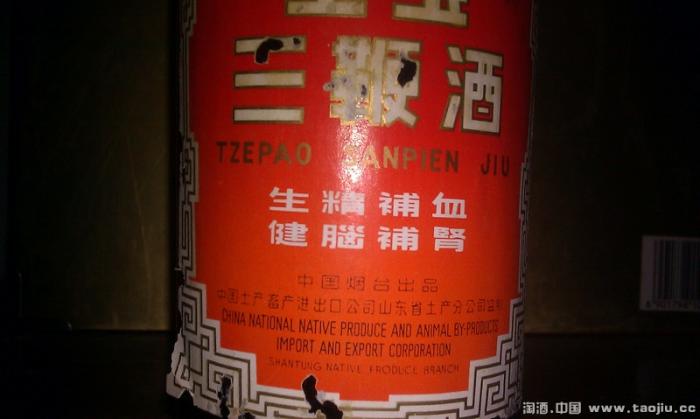 三鞭酒
TZEPAO SANPIEN JIU
生精補血
健腦補腎
中国烟台出品
中国土产畜产进出口公司山东省土产分公司监制
CHINA NATIONAL NATIVE PRODUCE AND ANIMAL BY-PRODUCTS
IMPORT AND EXPORT CORPORATION
SHANTUNG NATIVE PRODUCE BRANCH
淘酒.中国 www.taojiu.cc